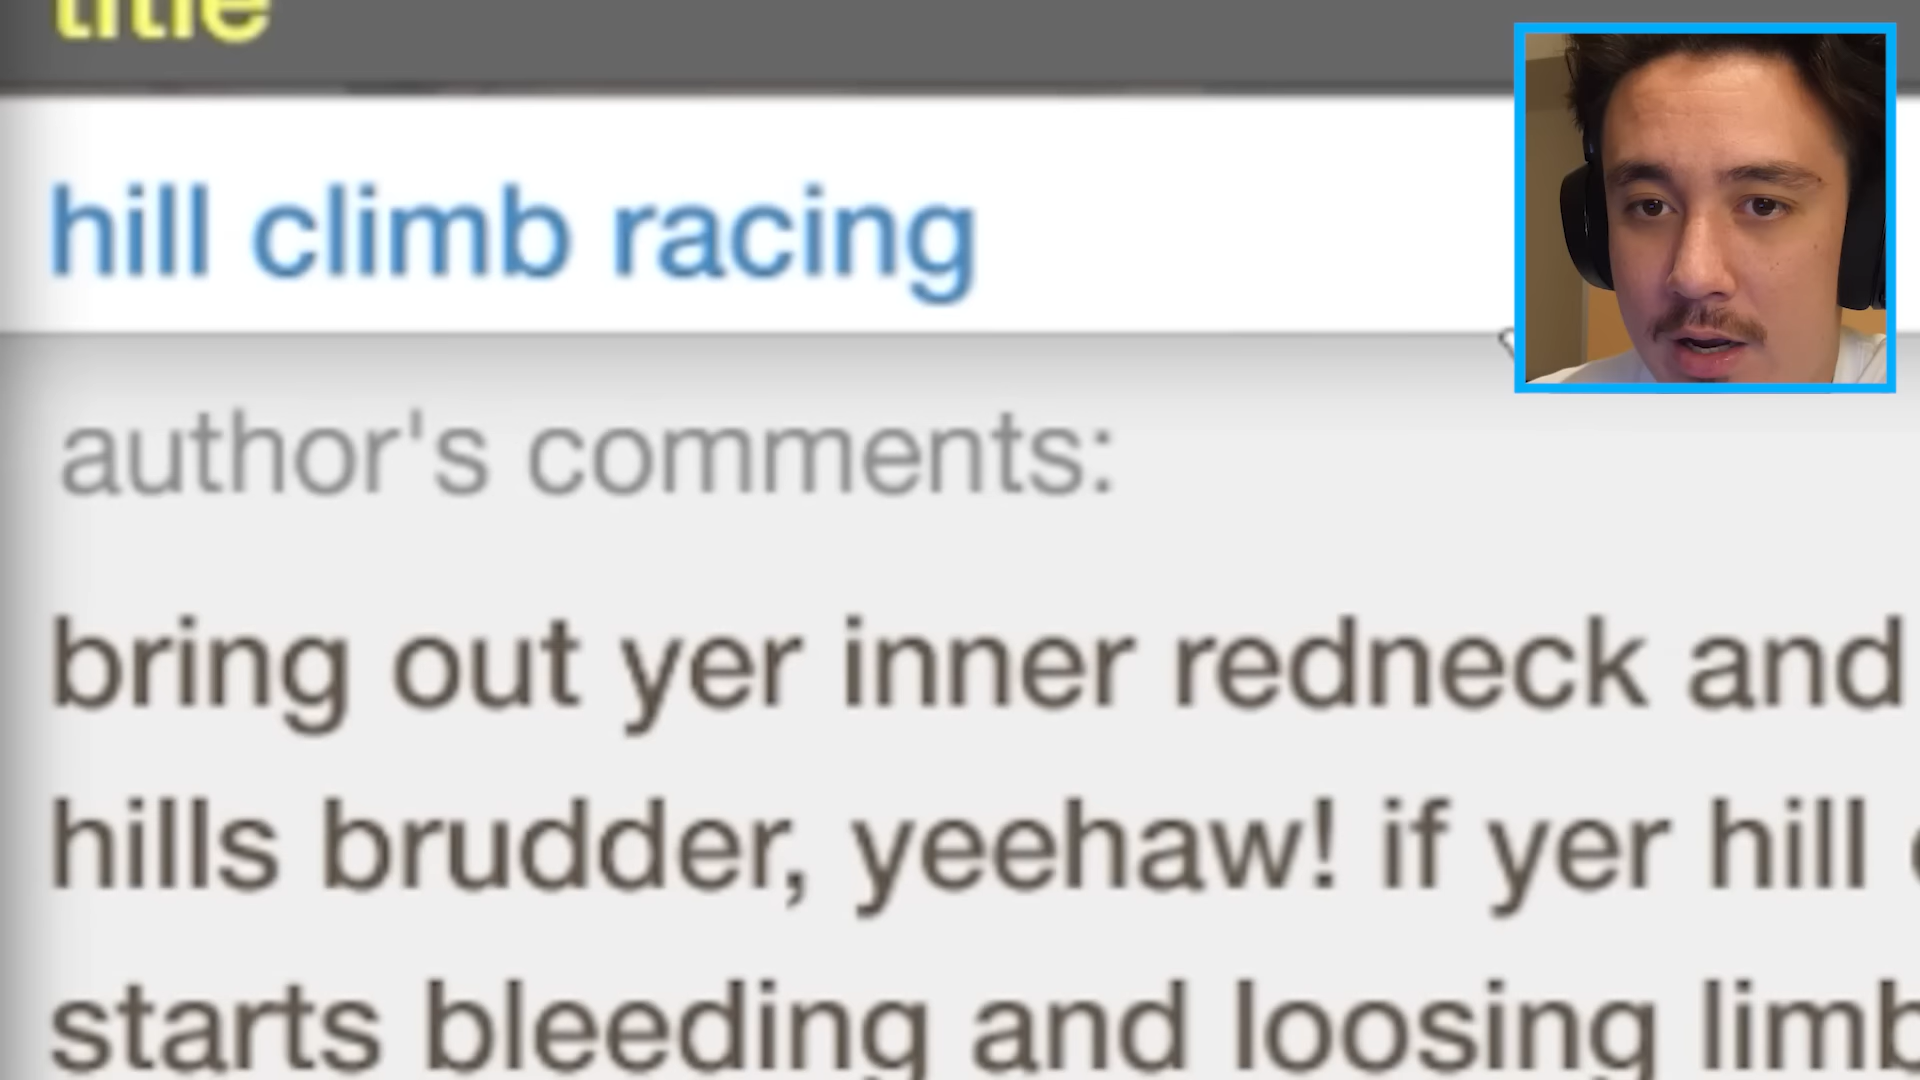 title
hill climb racing
author's comments:
bring out yer inner redneck and
hills brudder, yeehaw! if yer hill
starts bleeding and loosing limb